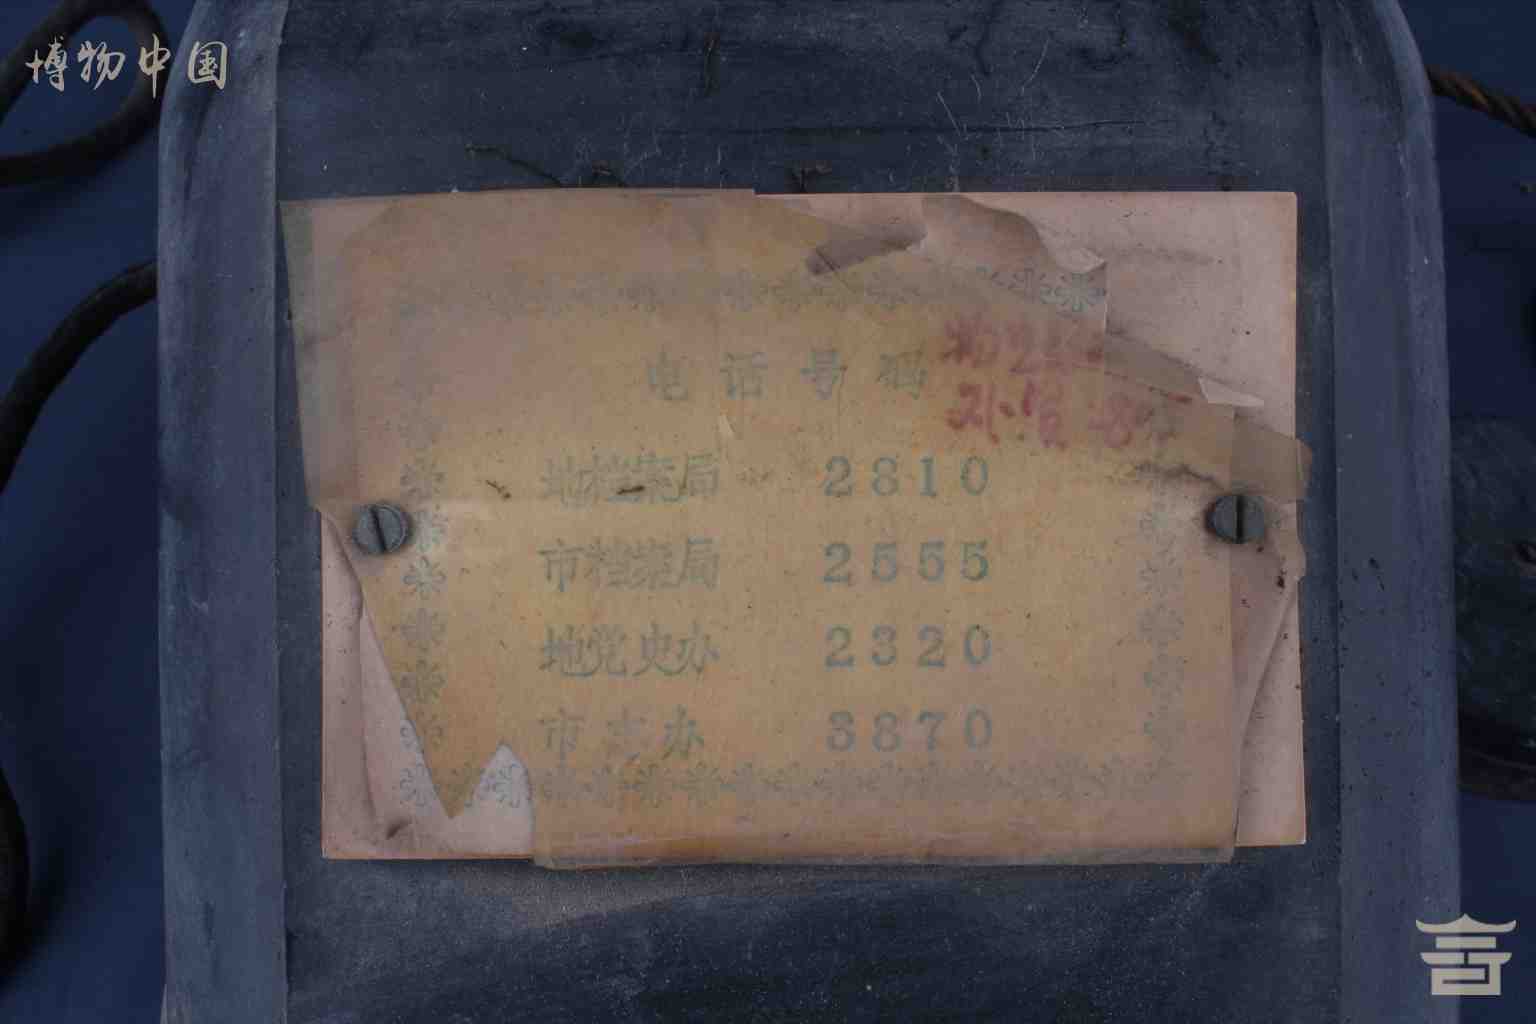 博物中国
电话号码
地档案局 2810
市档案局 2555
地党史办 2320
市志办 3870